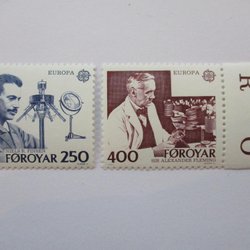 EUROPA
FØROYAR 250
EUROPA
400 FØROYAR
SIR ALEXANDER FLEMING
R
O